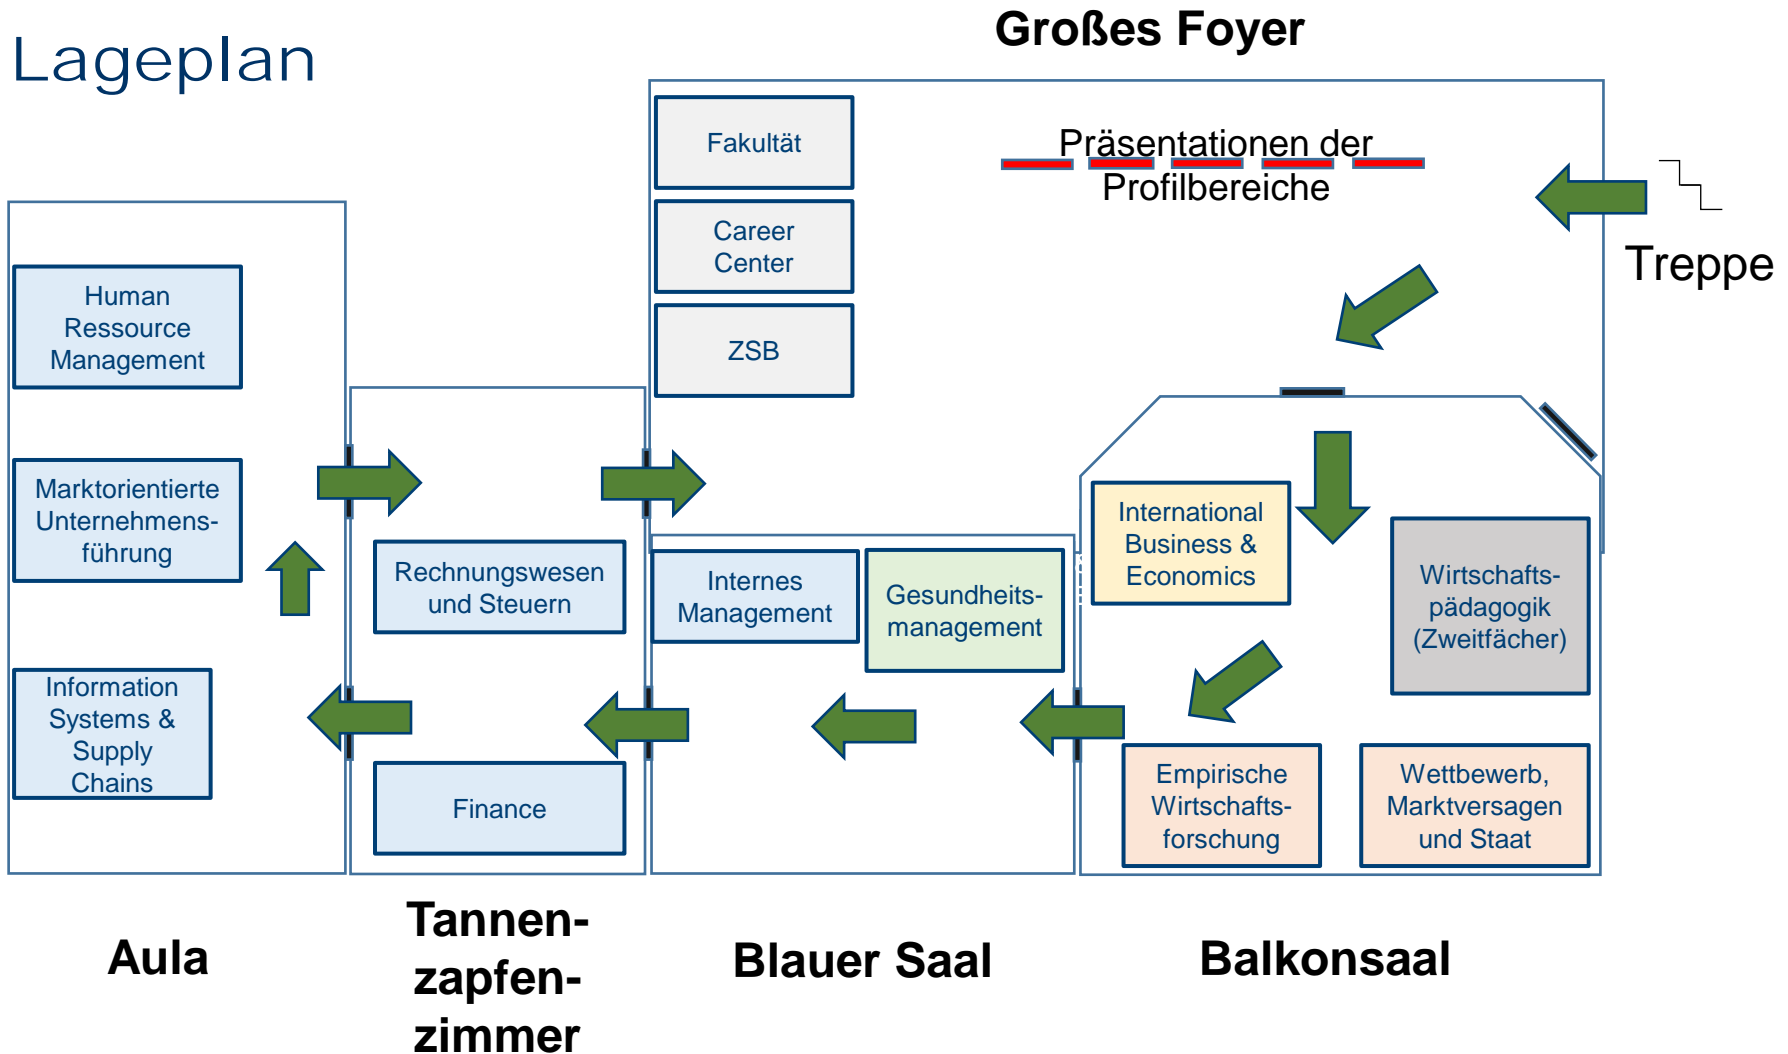 Lageplan
Großes Foyer
Fakultät
Präsentationen der
Profilbereiche
Career
Center
Treppe
Human
Ressource
Management
ZSB
Marktorientierte
Unternehmens-
führung
International
Business &
Economics
Rechnungswesen
und Steuern
Internes
Management
Gesundheits-
management
Wirtschafts-
pädagogik
(Zweitfächer)
Information
Systems &
Supply
Chains
Finance
Empirische
Wirtschafts-
forschung
Wettbewerb,
Marktversagen
und Staat
Aula
Tannen-
zapfen-
zimmer
Blauer Saal
Balkonsaal